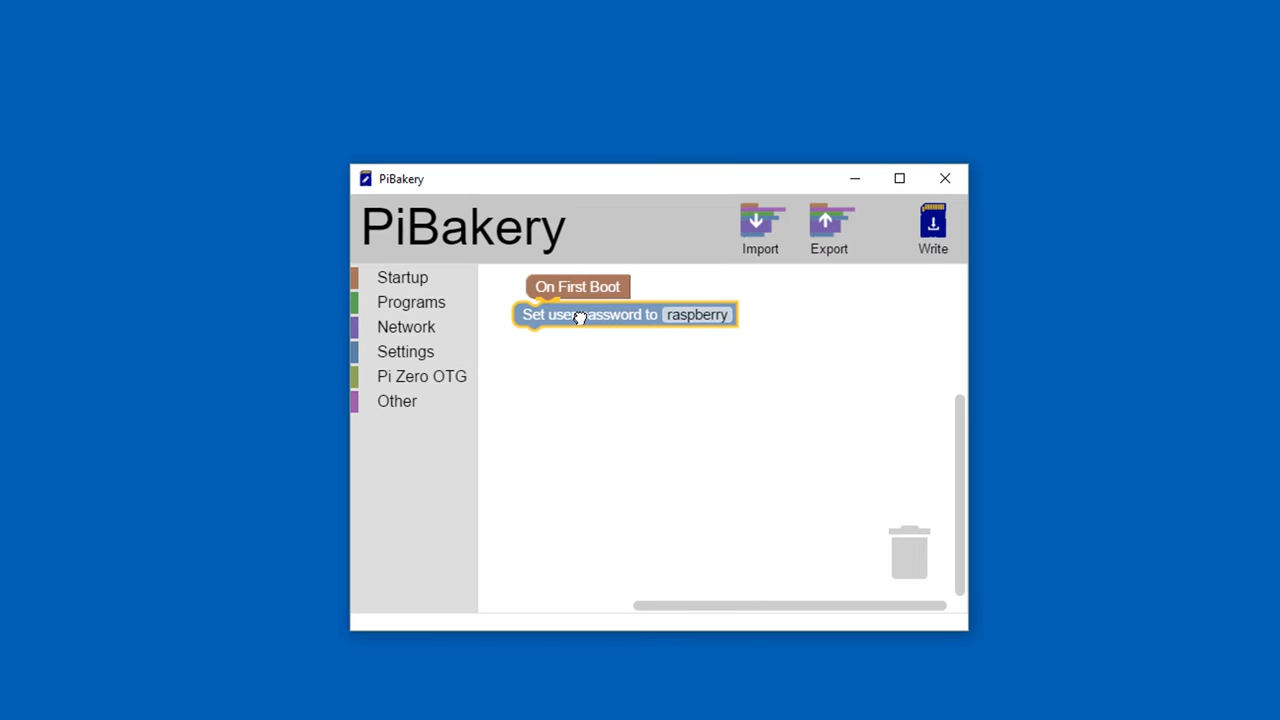 PiBakery
PiBakery
Import
Export
Write
Startup
Programs
Network
Settings
Pi Zero OTG
Other
On First Boot
Set user password to raspberry